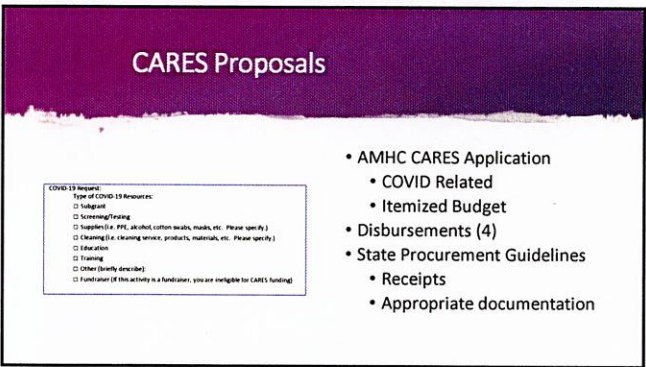 CARES Proposals
COVID-19 Request:
Type of COVID-19 Resources:
☐ Subgrant
☐ Screening/Testing
☐ Supplies (i.e. PPE, alcohol, cotton swabs, masks, etc. Please specify.)
☐ Cleaning (i.e. cleaning service, products, materials, etc. Please specify.)
☐ Education
☐ Training
☐ Other (briefly describe):
☐ Fundraiser (If this activity is a fundraiser, you are ineligible for CARES funding)
• AMHC CARES Application
• COVID Related
• Itemized Budget
• Disbursements (4)
• State Procurement Guidelines
• Receipts
• Appropriate documentation